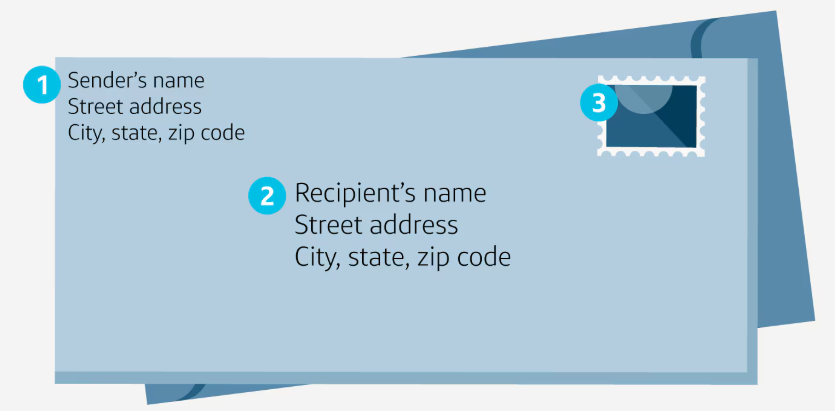 1
Sender’s name
Street address
City, state, zip code
3
2
Recipient’s name
Street address
City, state, zip code